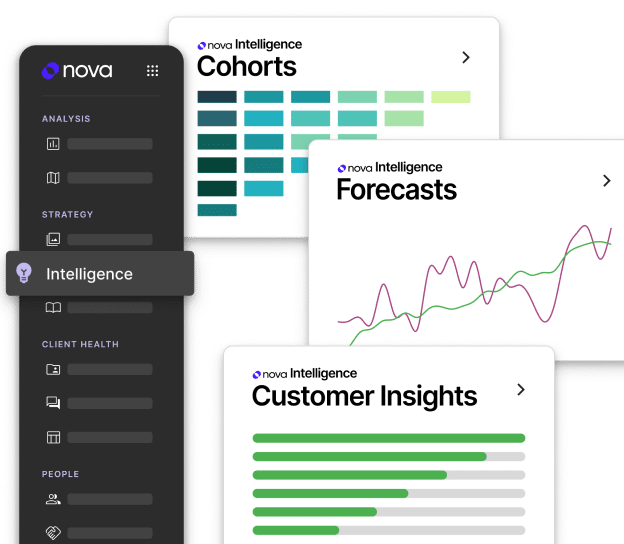 nova
ANALYSIS
STRATEGY
Intelligence
CLIENT HEALTH
PEOPLE
nova Intelligence
Cohorts
nova Intelligence
Forecasts
nova Intelligence
Customer Insights